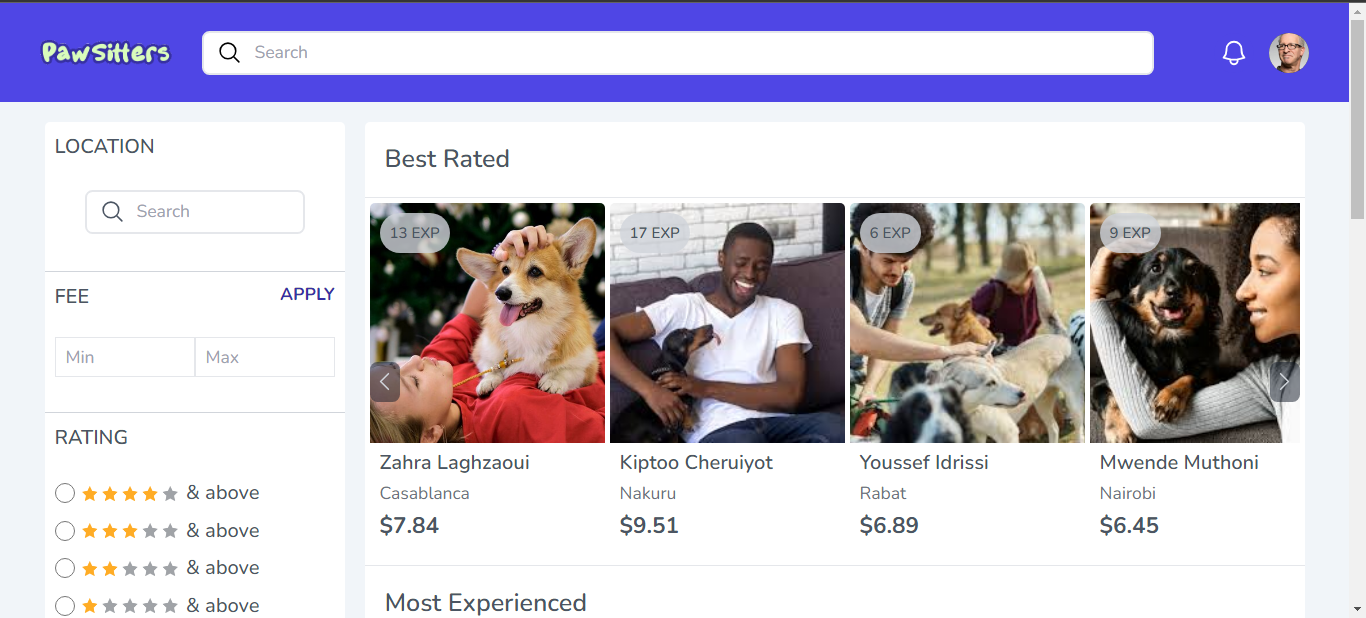 PawSitters
Search
LOCATION
Search
FEE
APPLY
Min
Max
RATING
& above
& above
& above
& above
Best Rated
13 EXP
17 EXP
6 EXP
9 EXP
Zahra Laghzaoui
Casablanca
$7.84
Kiptoo Cheruiyot
Nakuru
$9.51
Youssef Idrissi
Rabat
$6.89
Mwende Muthoni
Nairobi
$6.45
Most Experienced